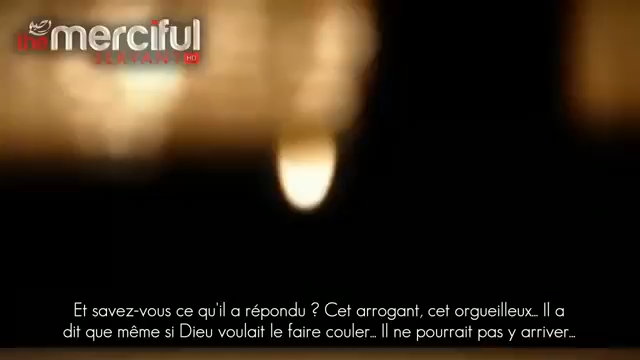 the merciful
SERVANT HD
Et savez-vous ce qu'il a répondu ? Cet arrogant, cet orgueilleux... Il a
dit que même si Dieu voulait le faire couler... Il ne pourrait pas y arriver...